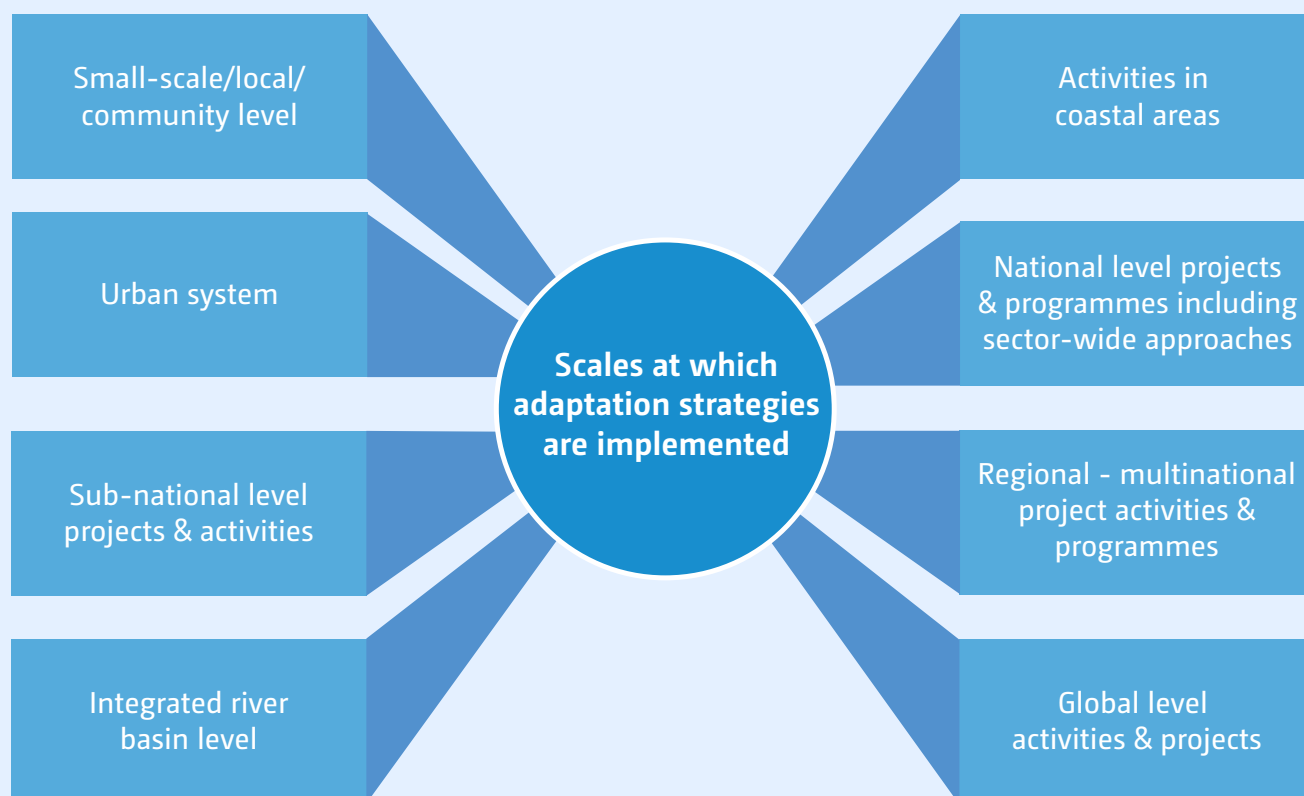 Small-scale/local/
community level
Urban system
Sub-national level
projects & activities
Integrated river
basin level
Scales at which
adaptation strategies
are implemented
Activities in
coastal areas
National level projects
& programmes including
sector-wide approaches
Regional - multinational
project activities &
programmes
Global level
activities & projects